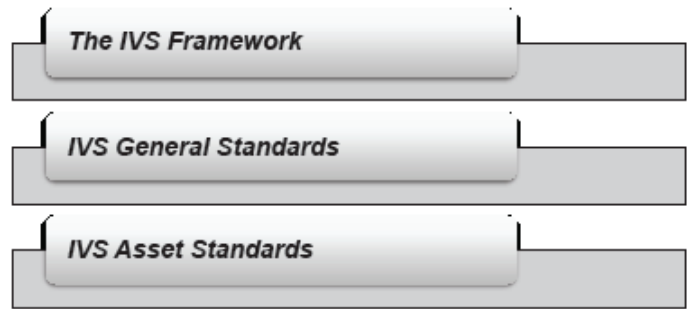 The IVS Framework
IVS General Standards
IVS Asset Standards